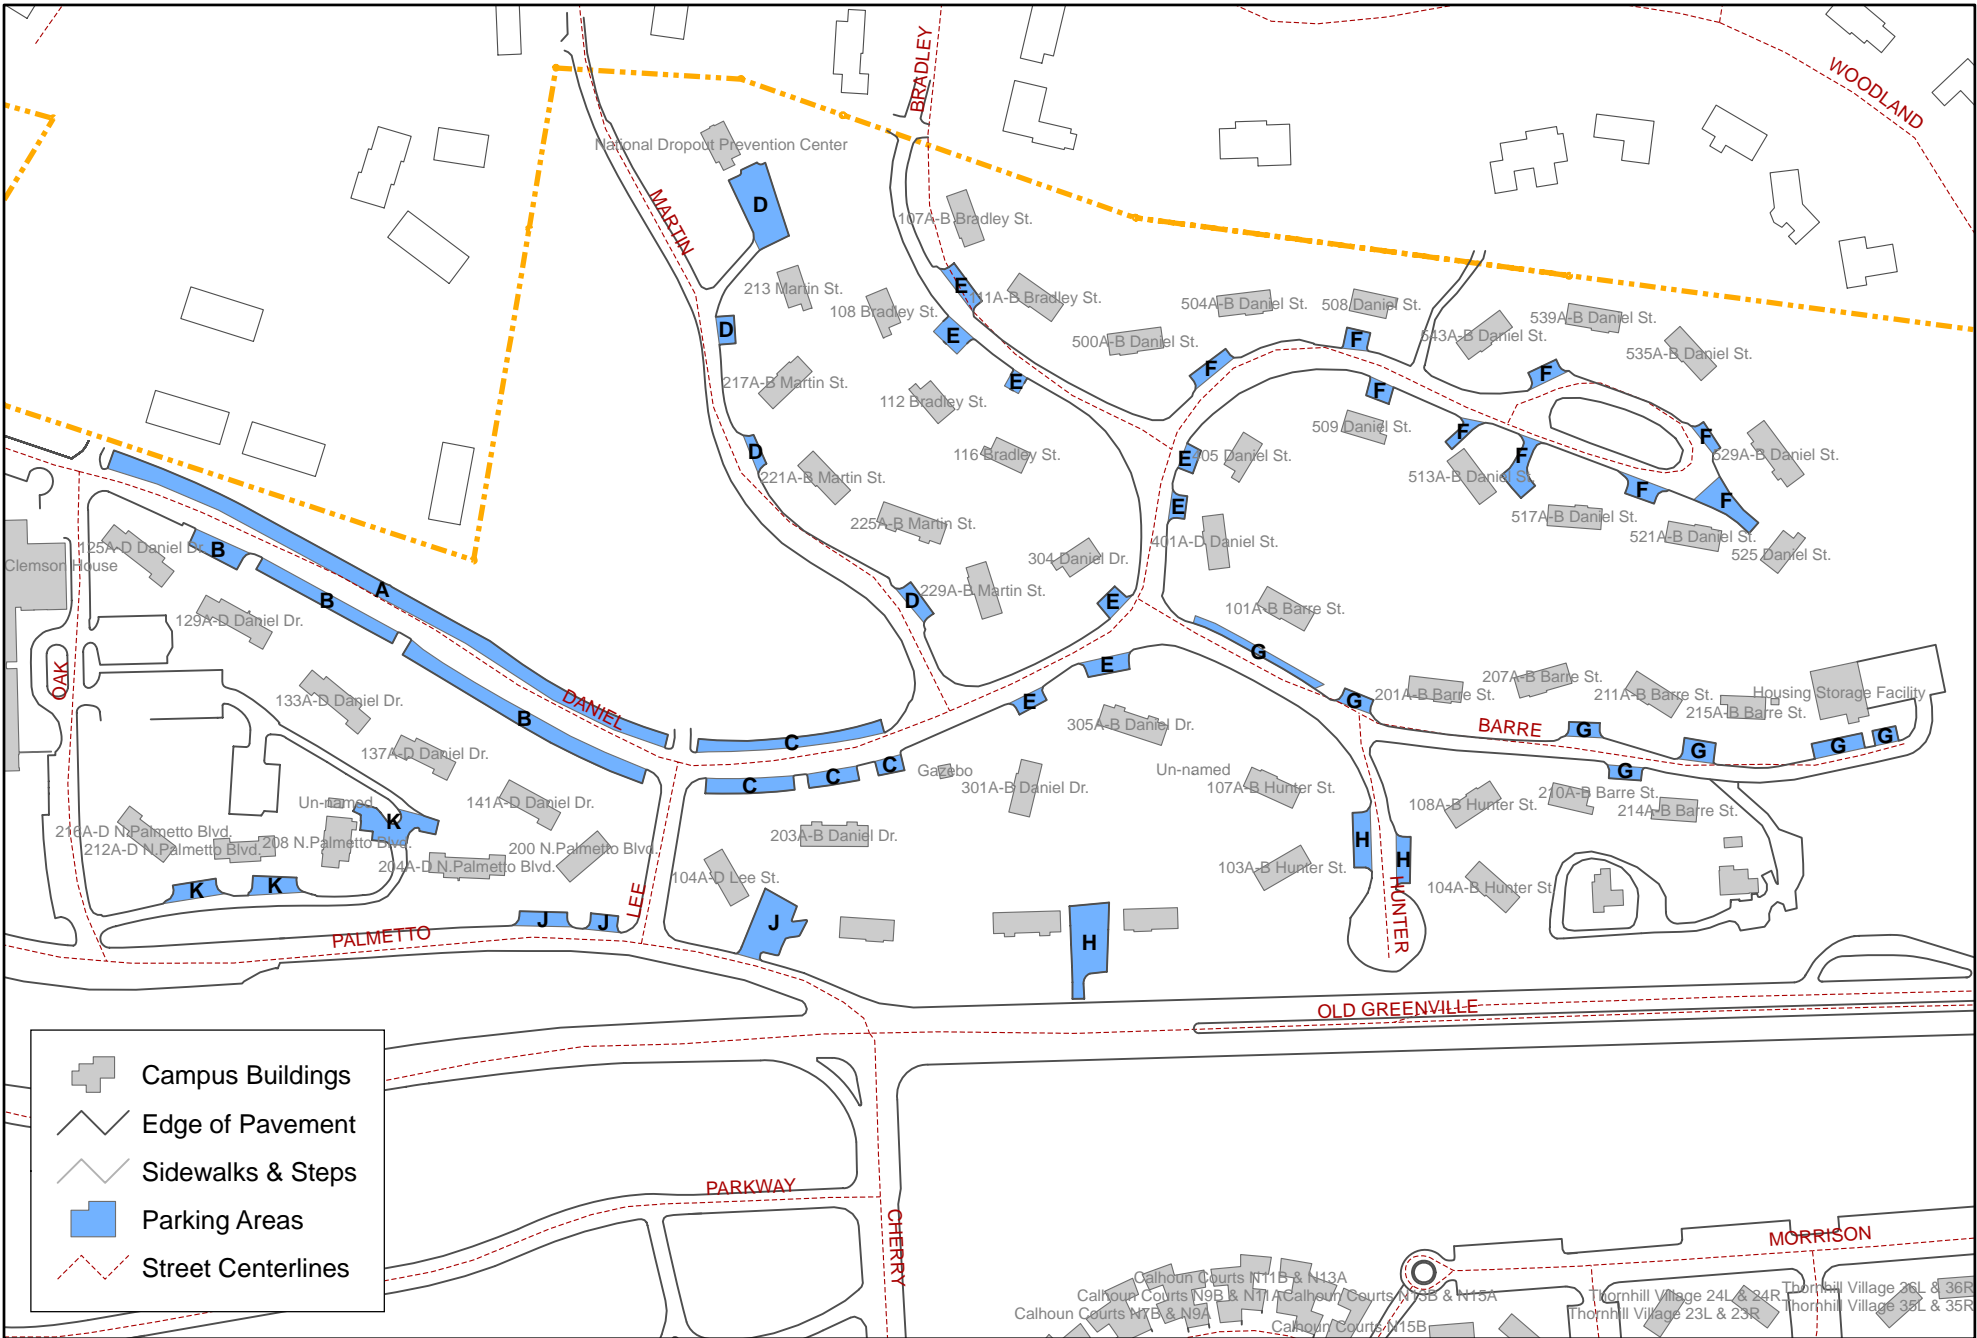 BRADLEY
WOODLAND
National Dropout Prevention Center
D
MARTIN
107A-B Bradley St.
213 Martin St.
E
111A-B Bradley St.
108 Bradley St.
504A-B Daniel St.
508 Daniel St.
539A-B Daniel St.
D
E
500A-B Daniel St.
F
543A-B Daniel St.
535A-B Daniel St.
217A-B Martin St.
E
F
F
F
112 Bradley St.
509 Daniel St.
F
F
D
116 Bradley St.
E
405 Daniel St.
F
529A-B Daniel St.
221A-B Martin St.
513A-B Daniel St.
F
F
E
225A-B Martin St.
517A-B Daniel St.
521A-B Daniel St.
525 Daniel St.
125A-D Daniel Dr.
B
401A-D Daniel St.
Clemson House
304 Daniel Dr.
A
B
229A-B Martin St.
D
E
101A-B Barre St.
129A-D Daniel Dr.
G
E
OAK
133A-D Daniel Dr.
DANIEL
B
E
G
201A-B Barre St.
207A-B Barre St.
211A-B Barre St.
Housing Storage Facility
215A-B Barre St.
305A-B Daniel Dr.
BARRE
G
G
G
G
C
137A-D Daniel Dr.
C
C
C
Gazebo
Un-named
G
301A-B Daniel Dr.
107A-B Hunter St.
210A-B Barre St.
Un-named
141A-D Daniel Dr.
108A-B Hunter St.
214A-B Barre St.
K
216A-D N.Palmetto Blvd.
212A-D N.Palmetto Blvd.
208 N.Palmetto Blvd.
200 N.Palmetto Blvd.
203A-B Daniel Dr.
H
204A-D N.Palmetto Blvd.
103A-B Hunter St.
H
104A-D Lee St.
104A-B Hunter St
K
K
LEE
HUNTER
J
J
J
PALMETTO
H
OLD GREENVILLE
Campus Buildings
Edge of Pavement
Sidewalks & Steps
Parking Areas
Street Centerlines
PARKWAY
CHERRY
MORRISON
Calhoun Courts N11B & N13A
Calhoun Courts N9B & N11A
Calhoun Courts N13B & N15A
Calhoun Courts N7B & N9A
Calhoun Courts N15B
Thornhill Village 24L & 24R
Thornhill Village 36L & 36R
Thornhill Village 23L & 23R
Thornhill Village 35L & 35R